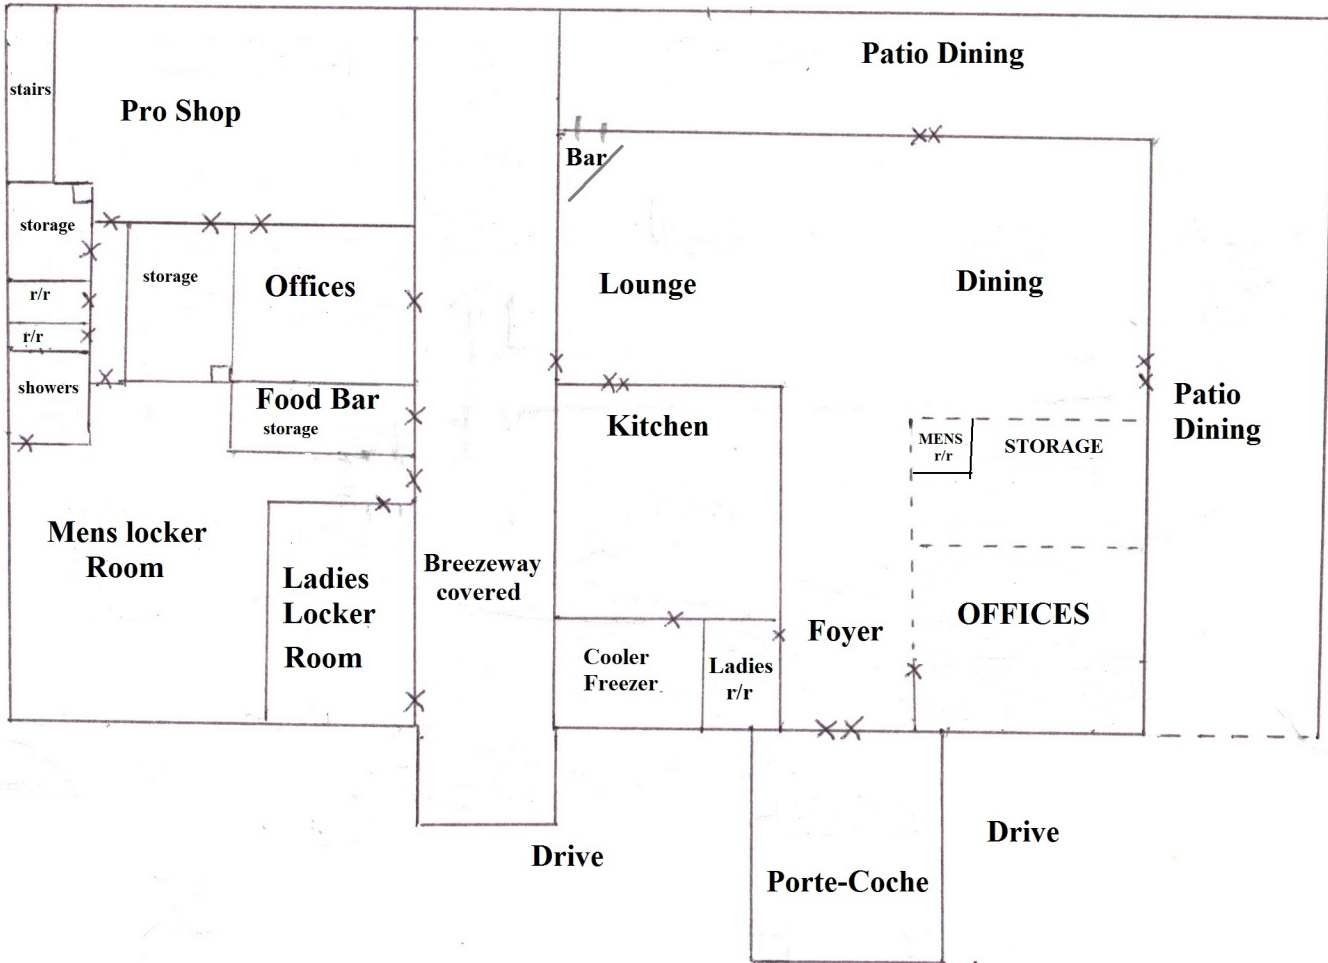 Patio Dining
stairs
Pro Shop
Bar
storage
storage
Offices
Lounge
Dining
r/r
r/r
showers
Food Bar
storage
Kitchen
Patio
Dining
MENS
r/r
STORAGE
Mens locker
Room
Ladies
Locker
Room
Breezeway
covered
Foyer
OFFICES
Cooler
Freezer
Ladies
r/r
Drive
Drive
Porte-Coche